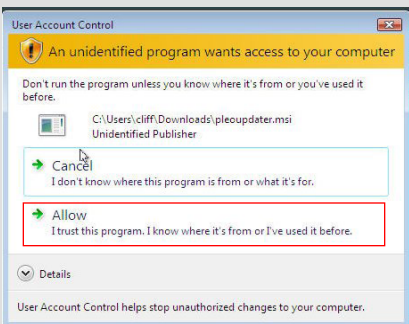 User Account Control
An unidentified program wants access to your computer
Don't run the program unless you know where it's from or you've used it
before.
C:\Users\cliff\Downloads\pleoupdater.msi
Unidentified Publisher
Cancel
I don't know where this program is from or what it's for.
Allow
I trust this program. I know where it's from or I've used it before.
Details
User Account Control helps stop unauthorized changes to your computer.